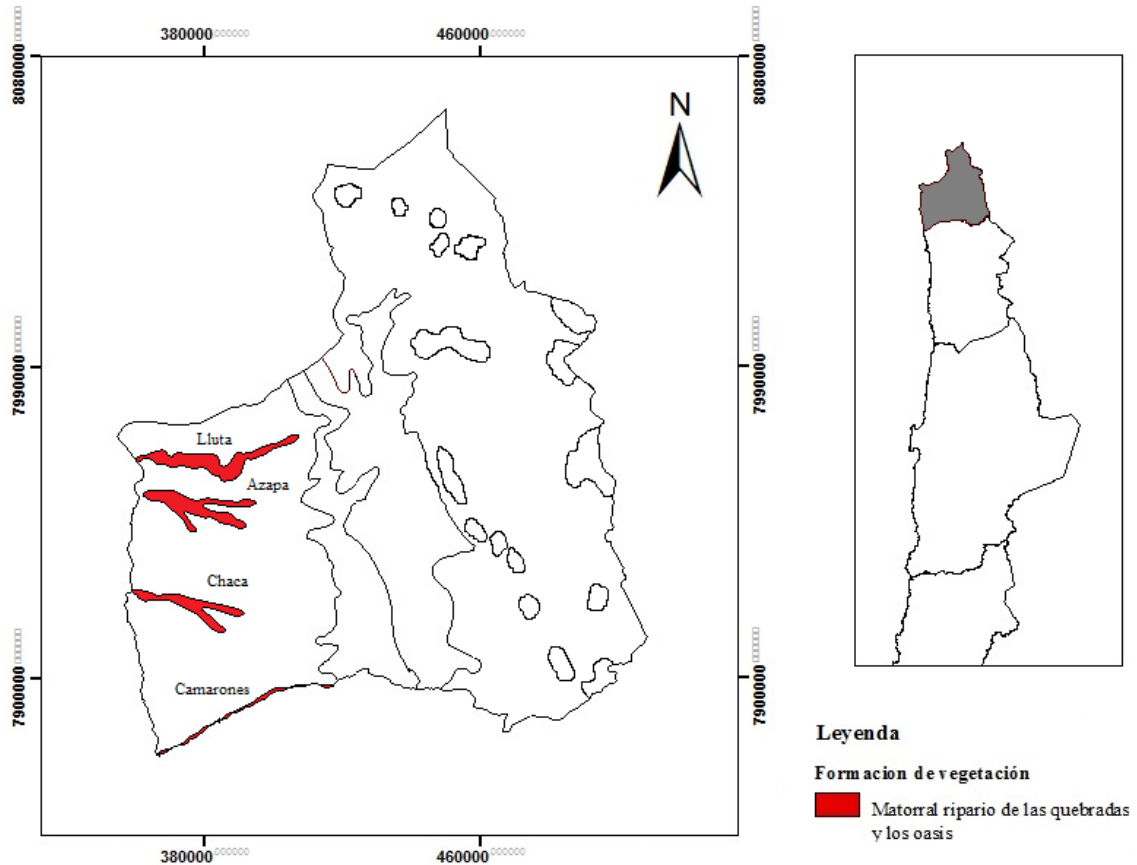 380000
460000
8080000
8080000
N
7990000
7990000
Lluta
Azapa
Chaca
Camarones
7900000
7900000
380000
460000
Leyenda
Formacion de vegetación
Matorral ripario de las quebradas
y los oasis